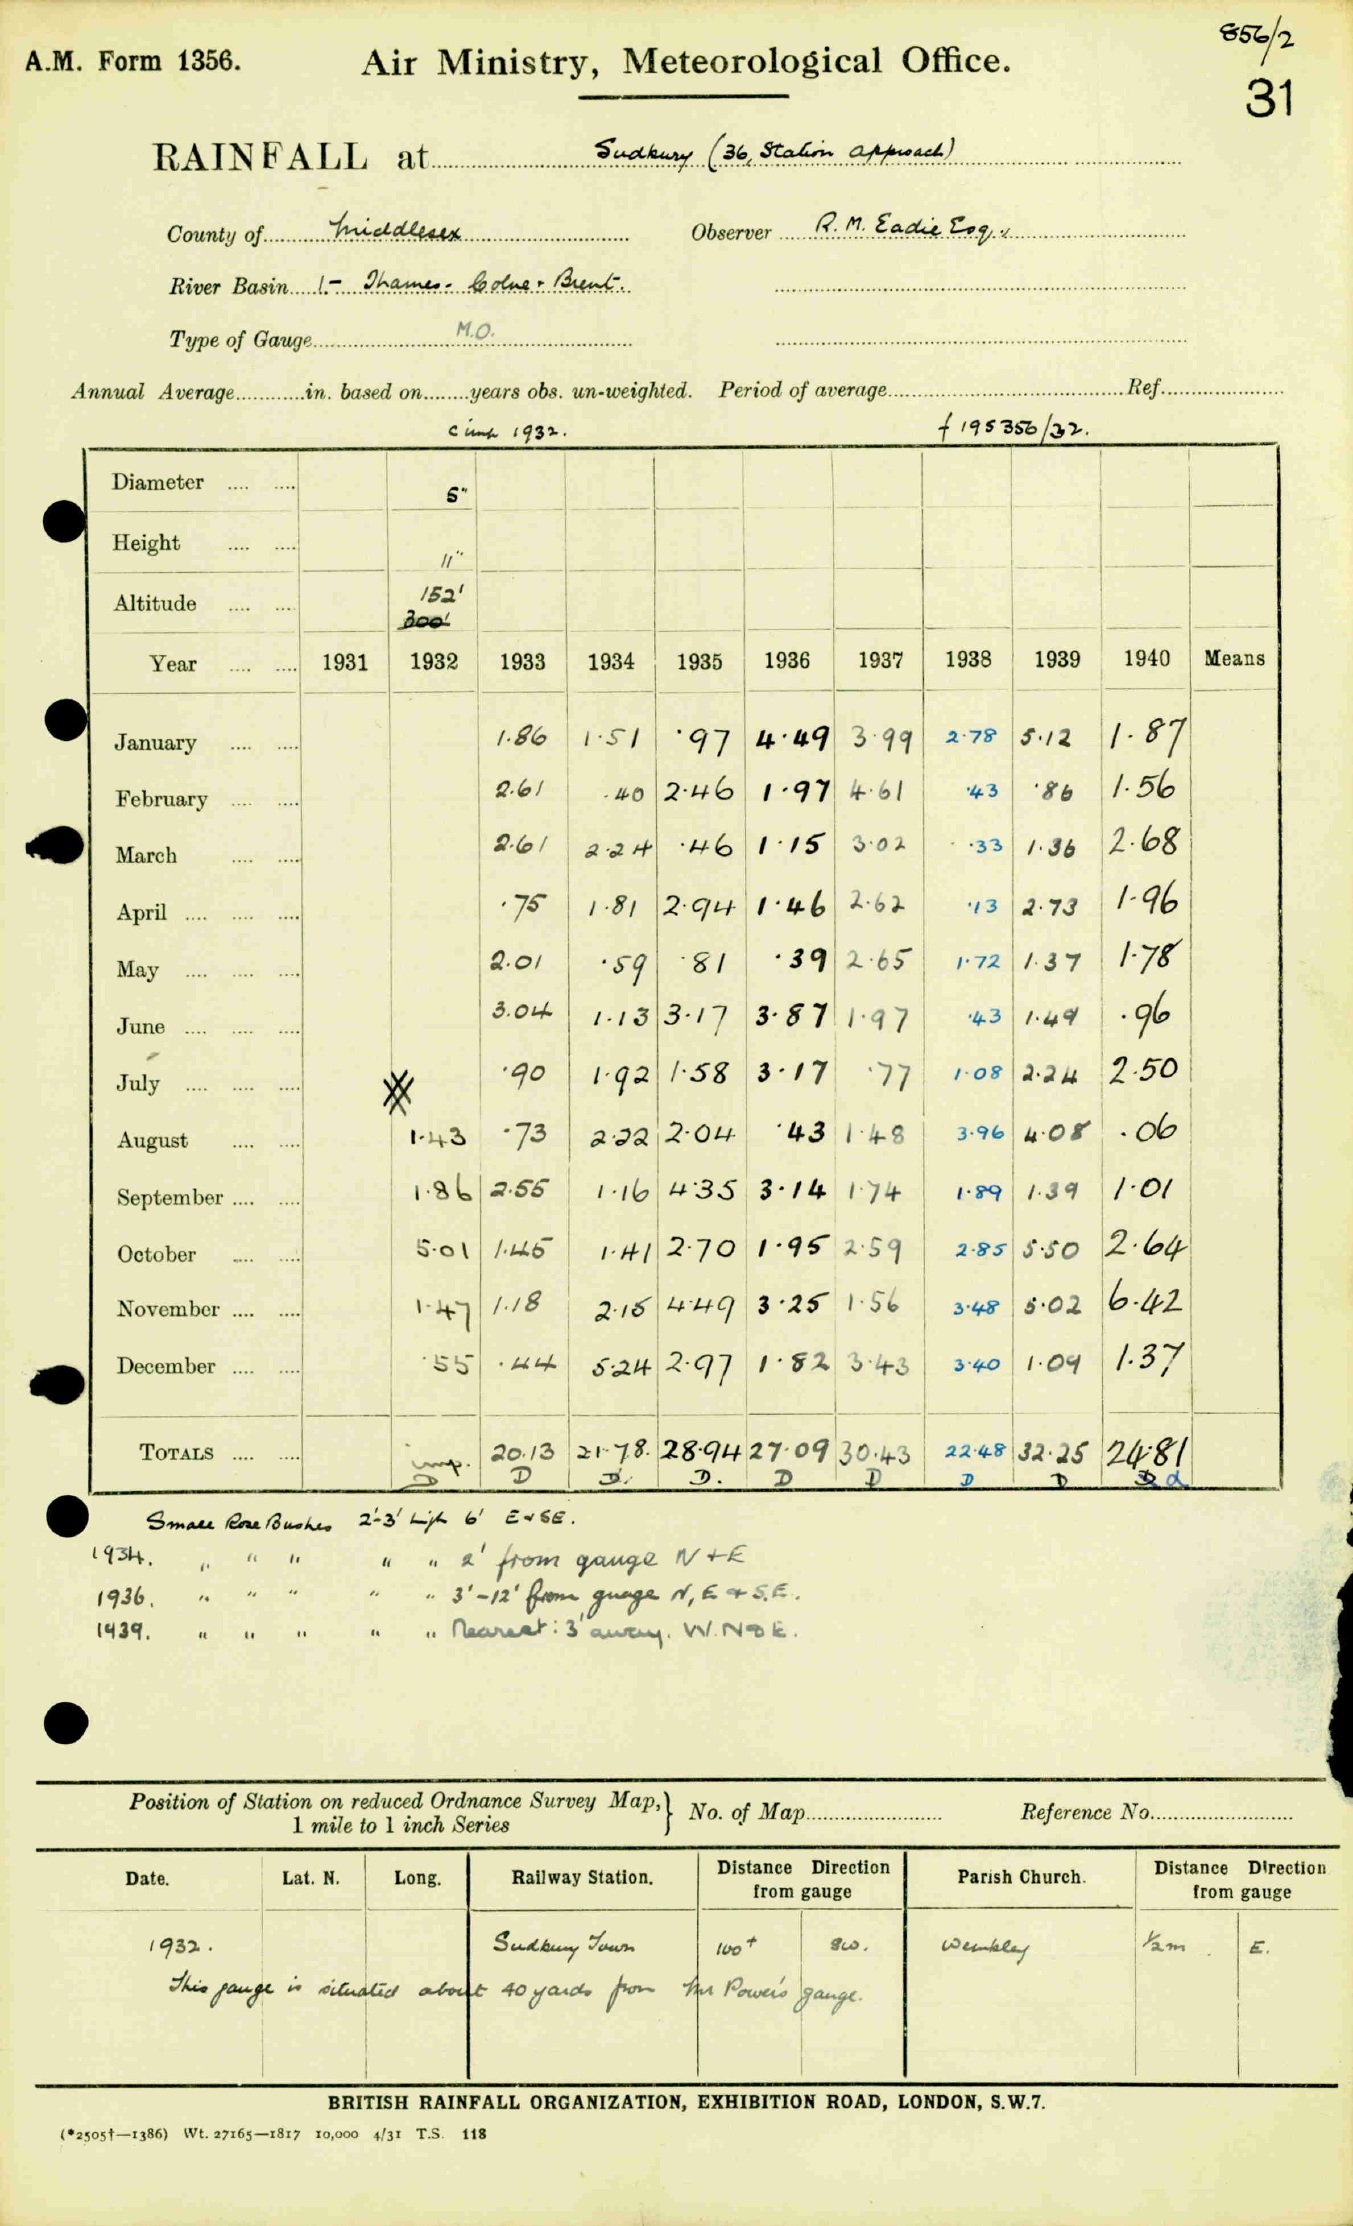 856/2
A.M. Form 1356. Air Ministry, Meteorological Office. 31
RAINFALL at Sudbury (36, Station Approach)
County of Middlesex Observer R. M. Eadie Esq.
River Basin 1.- Thames - Colne + Brent.
Type of Gauge M.O.
Annual Average in. based on years obs. un-weighted. Period of average Ref.
1932. f 195356/32.
Diameter 5"
Height 11"
Altitude 152'
300'
Year 1931 1932 1933 1934 1935 1936 1937 1938 1939 1940 Means
January 1.86 1.51 .97 4.49 3.99 2.78 5.12 1.87
February 2.61 .40 2.46 1.97 4.61 .43 .86 1.56
March 2.61 2.24 .46 1.15 3.02 .33 1.36 2.68
April .75 1.81 2.94 1.46 2.62 .13 2.73 1.96
May 2.01 .59 .81 .39 2.65 1.72 1.37 1.78
June 3.04 1.13 3.17 3.87 1.97 .43 1.49 .96
July .90 1.92 1.58 3.17 .77 1.08 2.24 2.50
August 1.43 .73 2.22 2.04 .43 1.48 3.96 4.08 .06
September 1.86 2.55 1.16 4.35 3.14 1.74 1.89 1.39 1.01
October 5.01 1.45 1.41 2.70 1.95 2.59 2.85 5.50 2.64
November 1.47 1.18 2.15 4.49 3.25 1.56 3.48 5.02 6.42
December .55 .44 5.24 2.97 1.82 3.43 3.40 1.09 1.37
TOTALS imp. 20.13 21.78. 28.94 27.09 30.43 22.48 32.25 24.81
D D D. D. D D D D D d
Small Rose Bushes 2'-3' high 6' E & SE.
1934. " " " " " 2' from gauge N + E
1936. " " " " " 3'-12' from guage N, E & S.E.
1939. " " " " " Nearest: 3' away. W. N & E.
Position of Station on reduced Ordnance Survey Map, } No. of Map Reference No.
1 mile to 1 inch Series
Date. Lat. N. Long. Railway Station. Distance Direction from gauge Parish Church. Distance Direction from gauge
1932. Sudbury Town 100+ SW. Wembley ½m. E.
This gauge is situated about 40 yards from Mr Power's gauge.
BRITISH RAINFALL ORGANIZATION, EXHIBITION ROAD, LONDON, S.W.7.
(*2505†—1386) Wt. 27165—1817 10,000 4/31 T.S. 118